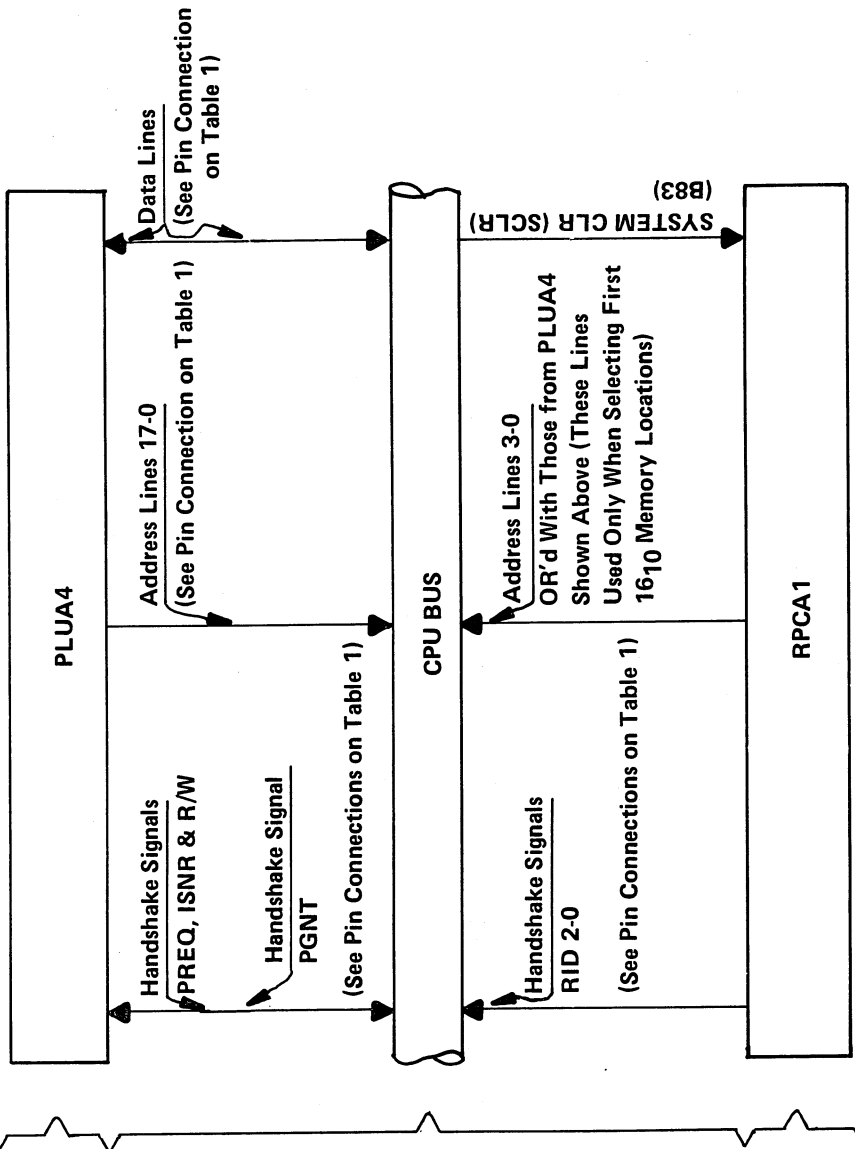 PLUA4
Handshake Signals
PREQ, ISNR & R/W
Handshake Signal
PGNT
(See Pin Connections on Table 1)
Address Lines 17-0
(See Pin Connection on Table 1)
Data Lines
(See Pin Connection
on Table 1)
CPU BUS
Handshake Signals
RID 2-0
(See Pin Connections on Table 1)
Address Lines 3-0
OR'd With Those from PLUA4
Shown Above (These Lines
Used Only When Selecting First
16₁₀ Memory Locations)
SYSTEM CLR (SCLR)
(B83)
RPCA1